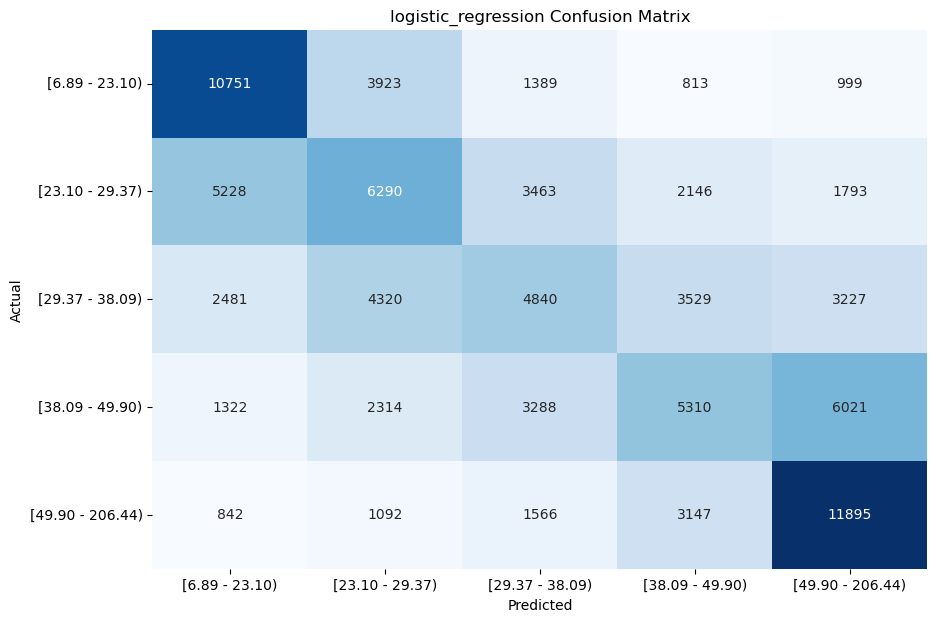 logistic_regression Confusion Matrix
[6.89 - 23.10) 10751 3923 1389 813 999
[23.10 - 29.37) 5228 6290 3463 2146 1793
[29.37 - 38.09) 2481 4320 4840 3529 3227
[38.09 - 49.90) 1322 2314 3288 5310 6021
[49.90 - 206.44) 842 1092 1566 3147 11895
Actual
[6.89 - 23.10) [23.10 - 29.37) [29.37 - 38.09) [38.09 - 49.90) [49.90 - 206.44)
Predicted